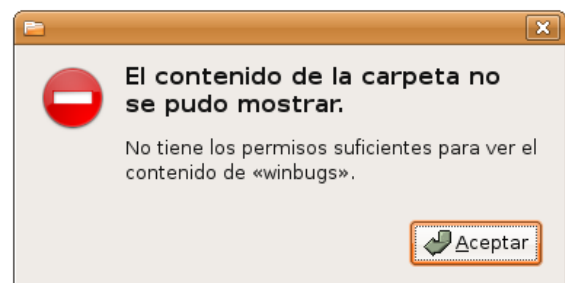 El contenido de la carpeta no
se pudo mostrar.
No tiene los permisos suficientes para ver el
contenido de «winbugs».
Aceptar